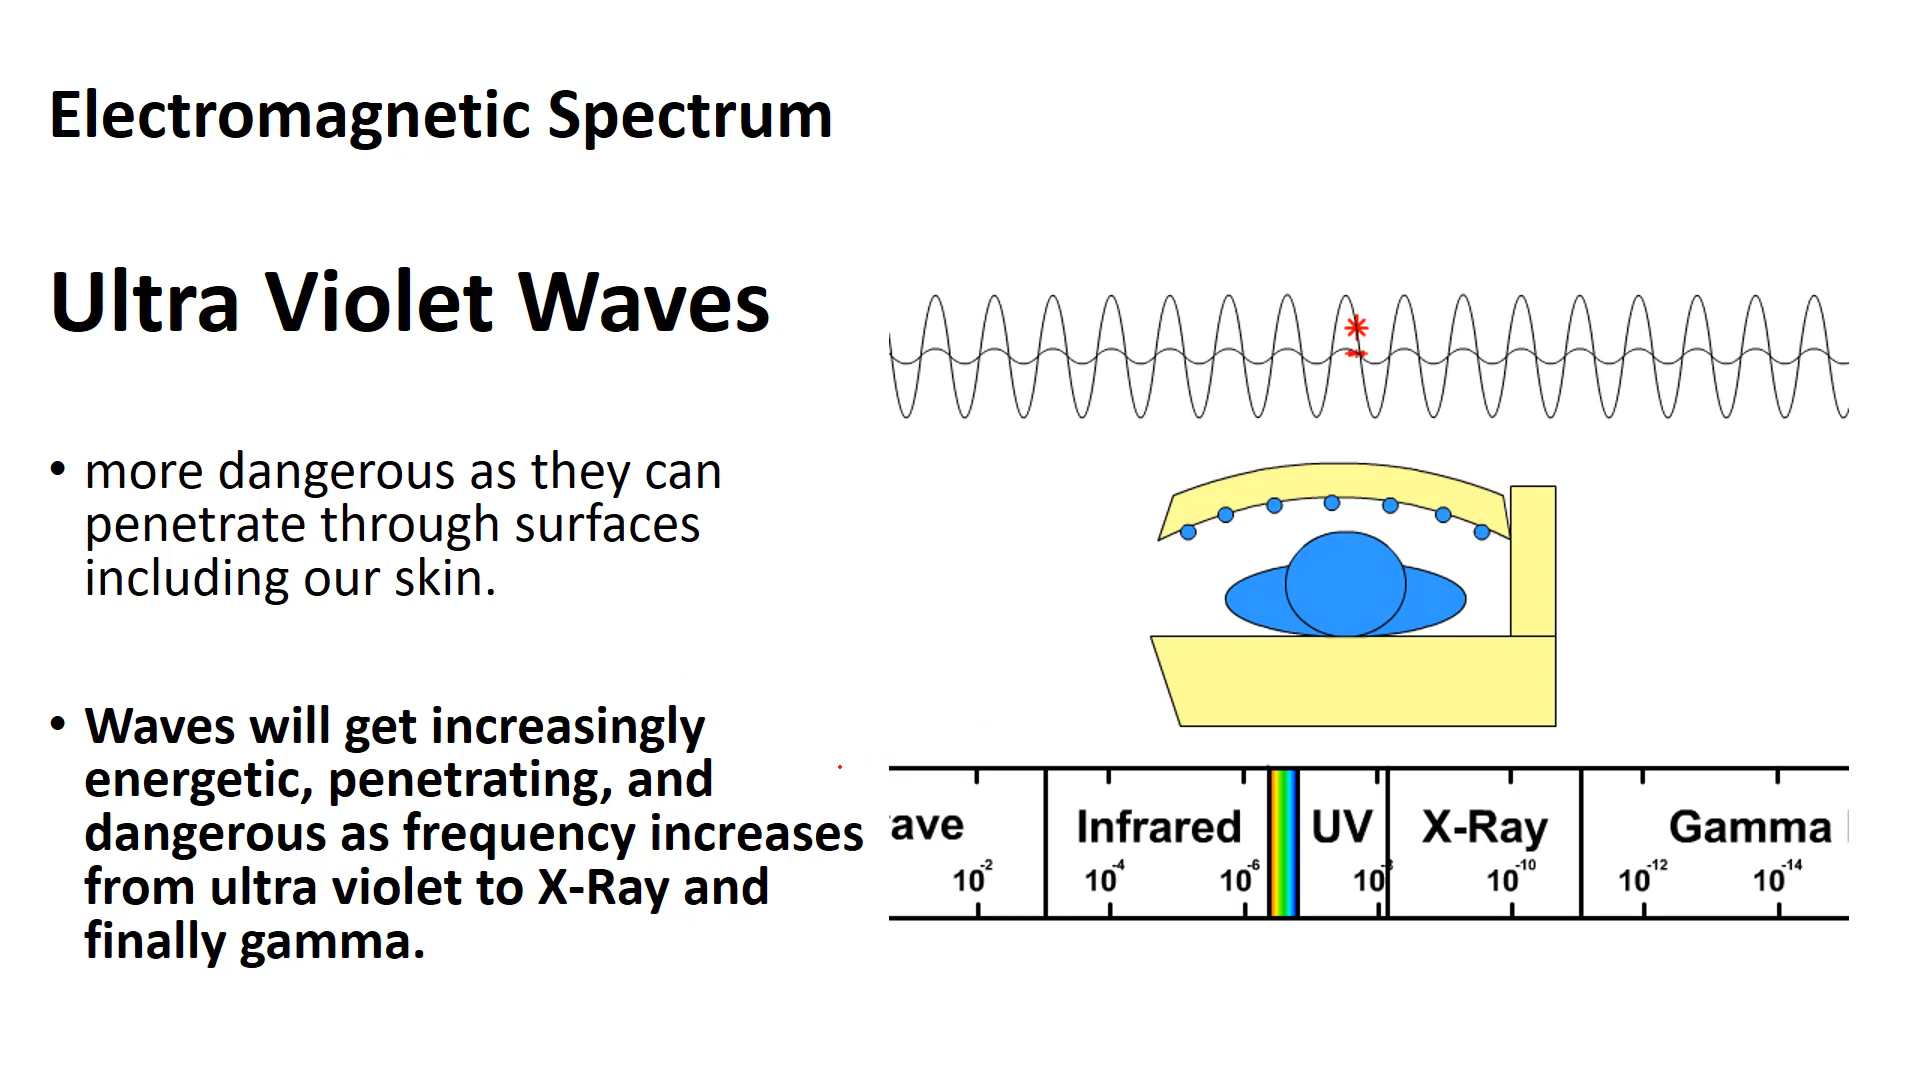 Electromagnetic Spectrum
Ultra Violet Waves
• more dangerous as they can
penetrate through surfaces
including our skin.
• Waves will get increasingly
energetic, penetrating, and
dangerous as frequency increases
from ultra violet to X-Ray and
finally gamma.
ave Infrared UV X-Ray Gamma
10⁻² 10⁻⁴ 10⁻⁶ 10⁻⁸ 10⁻¹⁰ 10⁻¹² 10⁻¹⁴